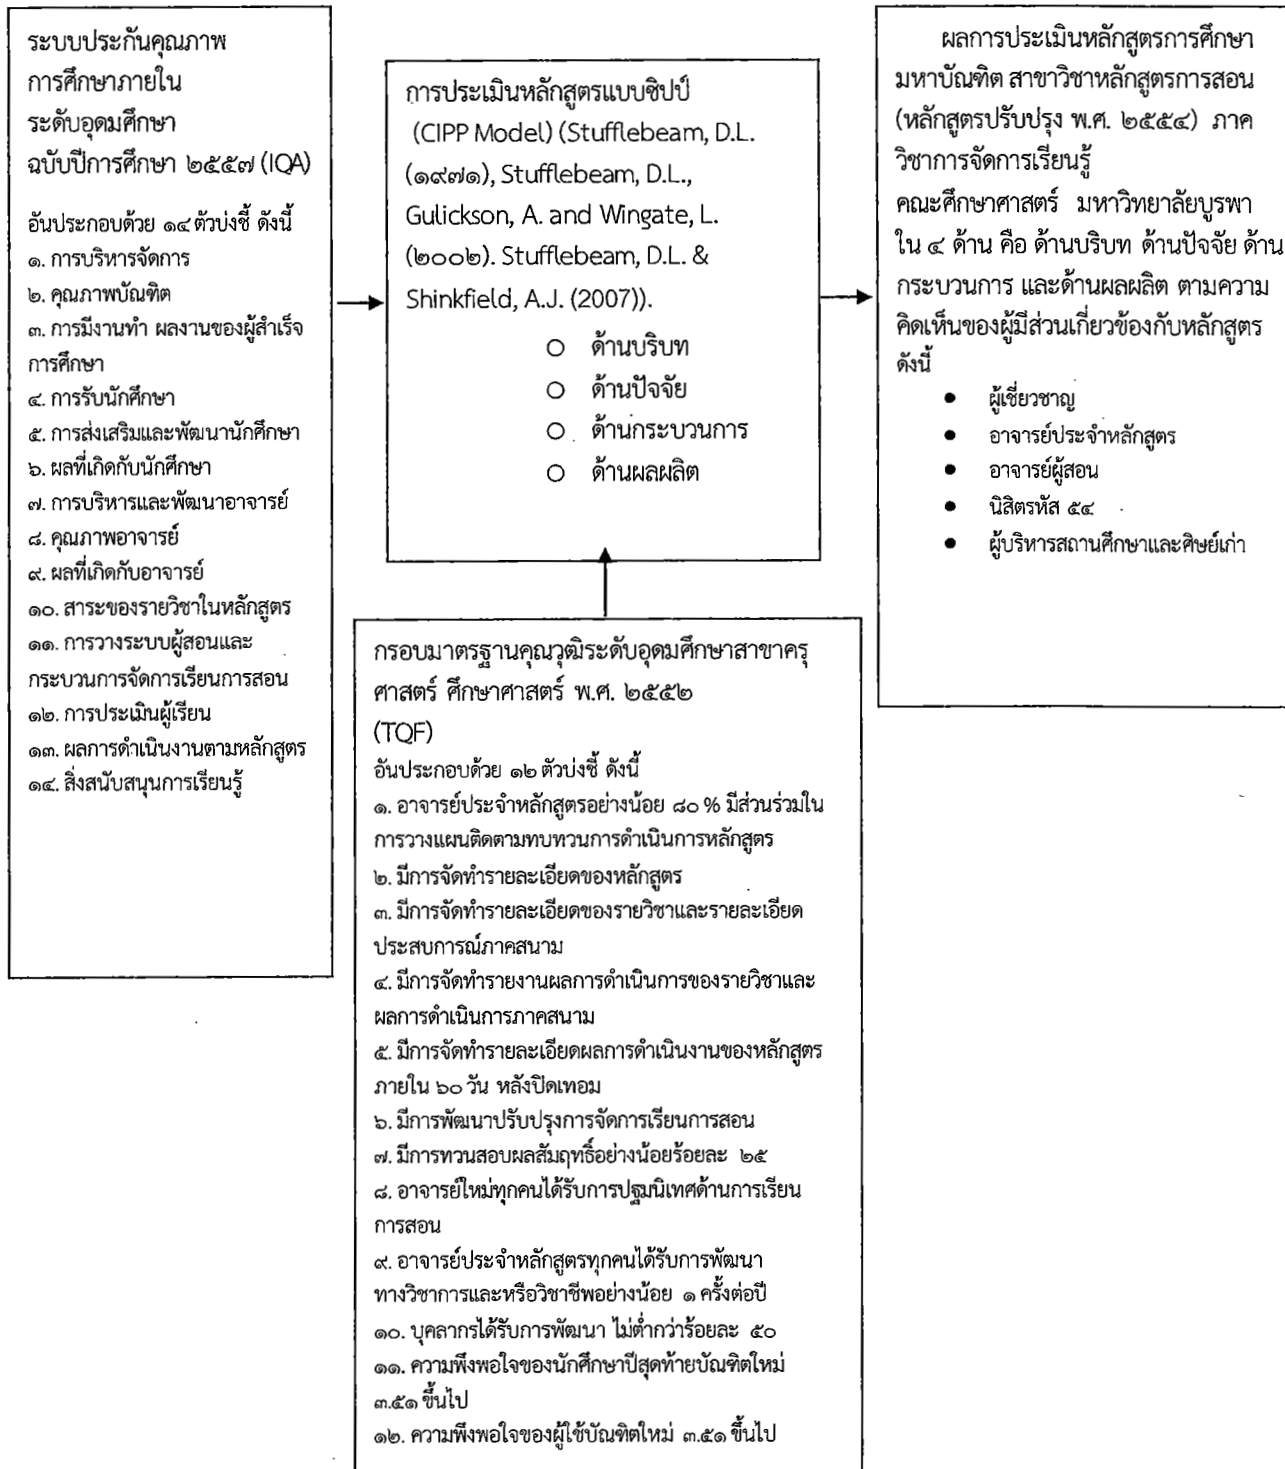 ระบบประกันคุณภาพ
การศึกษาภายใน
ระดับอุดมศึกษา
ฉบับปีการศึกษา ๒๕๕๗ (IQA)
อันประกอบด้วย ๑๔ ตัวบ่งชี้ ดังนี้
๑. การบริหารจัดการ
๒. คุณภาพบัณฑิต
๓. การมีงานทำ ผลงานของผู้สำเร็จ
การศึกษา
๔. การรับนักศึกษา
๕. การส่งเสริมและพัฒนานักศึกษา
๖. ผลที่เกิดกับนักศึกษา
๗. การบริหารและพัฒนาอาจารย์
๘. คุณภาพอาจารย์
๙. ผลที่เกิดกับอาจารย์
๑๐. สาระของรายวิชาในหลักสูตร
๑๑. การวางระบบผู้สอนและ
กระบวนการจัดการเรียนการสอน
๑๒. การประเมินผู้เรียน
๑๓. ผลการดำเนินงานตามหลักสูตร
๑๔. สิ่งสนับสนุนการเรียนรู้
การประเมินหลักสูตรแบบซิปป์
(CIPP Model) (Stufflebeam, D.L.
(๑๙๗๑), Stufflebeam, D.L.,
Gulickson, A. and Wingate, L.
(๒๐๐๒). Stufflebeam, D.L. &
Shinkfield, A.J. (2007)).
○ ด้านบริบท
○ ด้านปัจจัย
○ ด้านกระบวนการ
○ ด้านผลผลิต
กรอบมาตรฐานคุณวุฒิระดับอุดมศึกษาสาขาครุ
ศาสตร์ ศึกษาศาสตร์ พ.ศ. ๒๕๕๒
(TQF)
อันประกอบด้วย ๑๒ ตัวบ่งชี้ ดังนี้
๑. อาจารย์ประจำหลักสูตรอย่างน้อย ๘๐ % มีส่วนร่วมใน
การวางแผนติดตามทบทวนการดำเนินการหลักสูตร
๒. มีการจัดทำรายละเอียดของหลักสูตร
๓. มีการจัดทำรายละเอียดของรายวิชาและรายละเอียด
ประสบการณ์ภาคสนาม
๔. มีการจัดทำรายงานผลการดำเนินการของรายวิชาและ
ผลการดำเนินการภาคสนาม
๕. มีการจัดทำรายละเอียดผลการดำเนินงานของหลักสูตร
ภายใน ๖๐ วัน หลังปิดเทอม
๖. มีการพัฒนาปรับปรุงการจัดการเรียนการสอน
๗. มีการทวนสอบผลสัมฤทธิ์อย่างน้อยร้อยละ ๒๕
๘. อาจารย์ใหม่ทุกคนได้รับการปฐมนิเทศด้านการเรียน
การสอน
๙. อาจารย์ประจำหลักสูตรทุกคนได้รับการพัฒนา
ทางวิชาการและหรือวิชาชีพอย่างน้อย ๑ ครั้งต่อปี
๑๐. บุคลากรได้รับการพัฒนา ไม่ต่ำกว่าร้อยละ ๕๐
๑๑. ความพึงพอใจของนักศึกษาปีสุดท้ายบัณฑิตใหม่
๓.๕๑ ขึ้นไป
๑๒. ความพึงพอใจของผู้ใช้บัณฑิตใหม่ ๓.๕๑ ขึ้นไป
ผลการประเมินหลักสูตรการศึกษา
มหาบัณฑิต สาขาวิชาหลักสูตรการสอน
(หลักสูตรปรับปรุง พ.ศ. ๒๕๕๔) ภาค
วิชาการจัดการเรียนรู้
คณะศึกษาศาสตร์ มหาวิทยาลัยบูรพา
ใน ๔ ด้าน คือ ด้านบริบท ด้านปัจจัย ด้าน
กระบวนการ และด้านผลผลิต ตามความ
คิดเห็นของผู้มีส่วนเกี่ยวข้องกับหลักสูตร
ดังนี้
● ผู้เชี่ยวชาญ
● อาจารย์ประจำหลักสูตร
● อาจารย์ผู้สอน
● นิสิตรหัส ๕๔
● ผู้บริหารสถานศึกษาและศิษย์เก่า